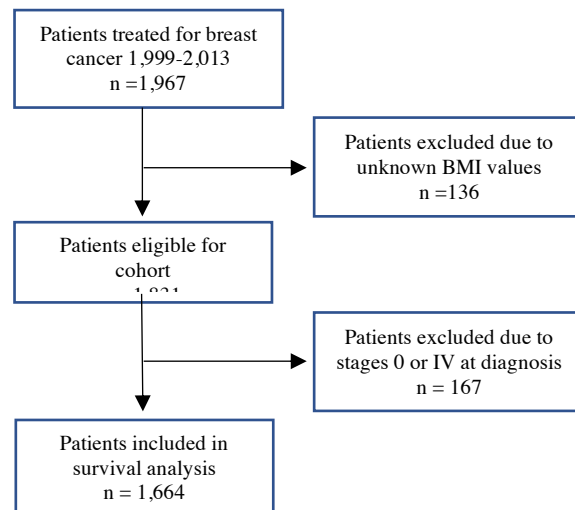 Patients treated for breast
cancer 1,999-2,013
n =1,967
Patients excluded due to
unknown BMI values
n =136
Patients eligible for
cohort
Patients excluded due to
stages 0 or IV at diagnosis
n = 167
Patients included in
survival analysis
n = 1,664